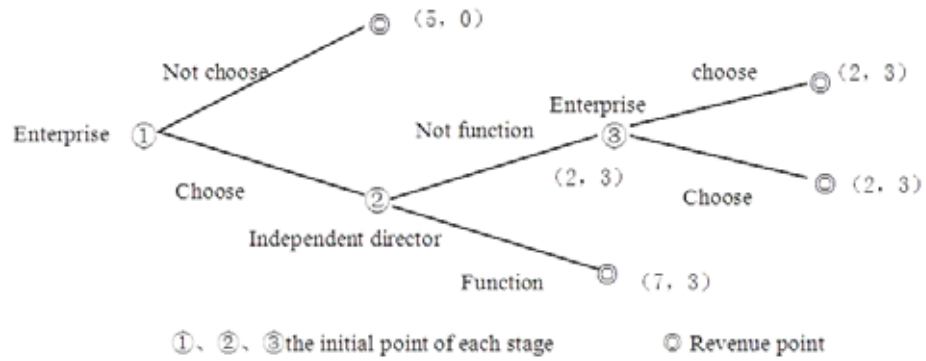 (5, 0)
Not choose
choose
(2, 3)
Enterprise
Enterprise
①
Not function
③
(2, 3)
(2, 3)
Choose
②
Choose
Independent director
Function
(7, 3)
①、②、③the initial point of each stage
◎ Revenue point